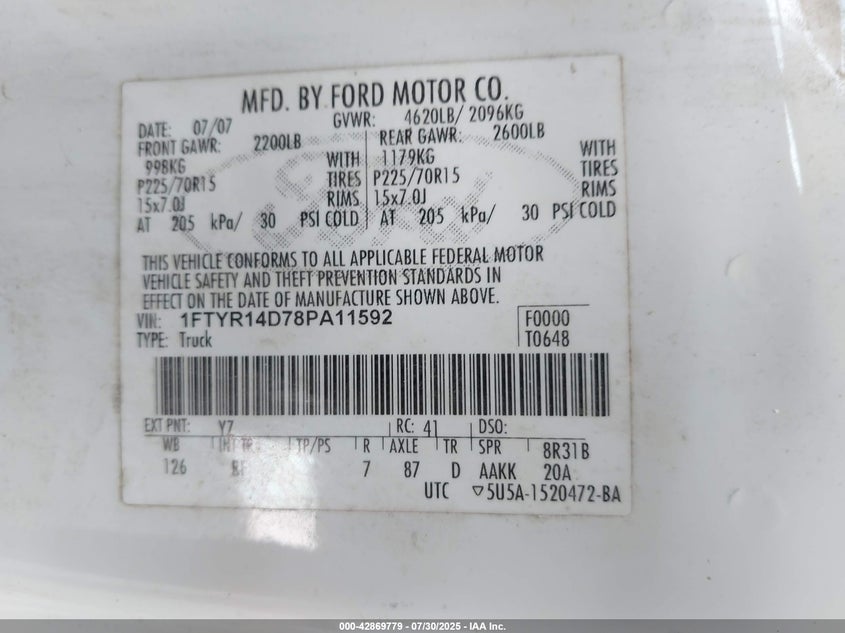 MFD. BY FORD MOTOR CO.
DATE: 07/07 GVWR: 4620LB/ 2096KG
FRONT GAWR: 2200LB REAR GAWR: 2600LB
998KG WITH 1179KG WITH
P225/70R15 TIRES P225/70R15 TIRES
15x7.0J RIMS 15x7.0J RIMS
AT 205 kPa/ 30 PSI COLD AT 205 kPa/ 30 PSI COLD
THIS VEHICLE CONFORMS TO ALL APPLICABLE FEDERAL MOTOR
VEHICLE SAFETY AND THEFT PREVENTION STANDARDS IN
EFFECT ON THE DATE OF MANUFACTURE SHOWN ABOVE.
VIN: 1FTYR14D78PA11592 F0000
TYPE: Truck T0648
EXT PNT: YZ RC: 41 DSO:
WB INT TR TP/PS R AXLE TR SPR 8R31B
126 7 87 D AAKK 20A
UTC ▽5U5A-1520472-BA
000-42869779 | 07/30/2025 - IAA Inc.